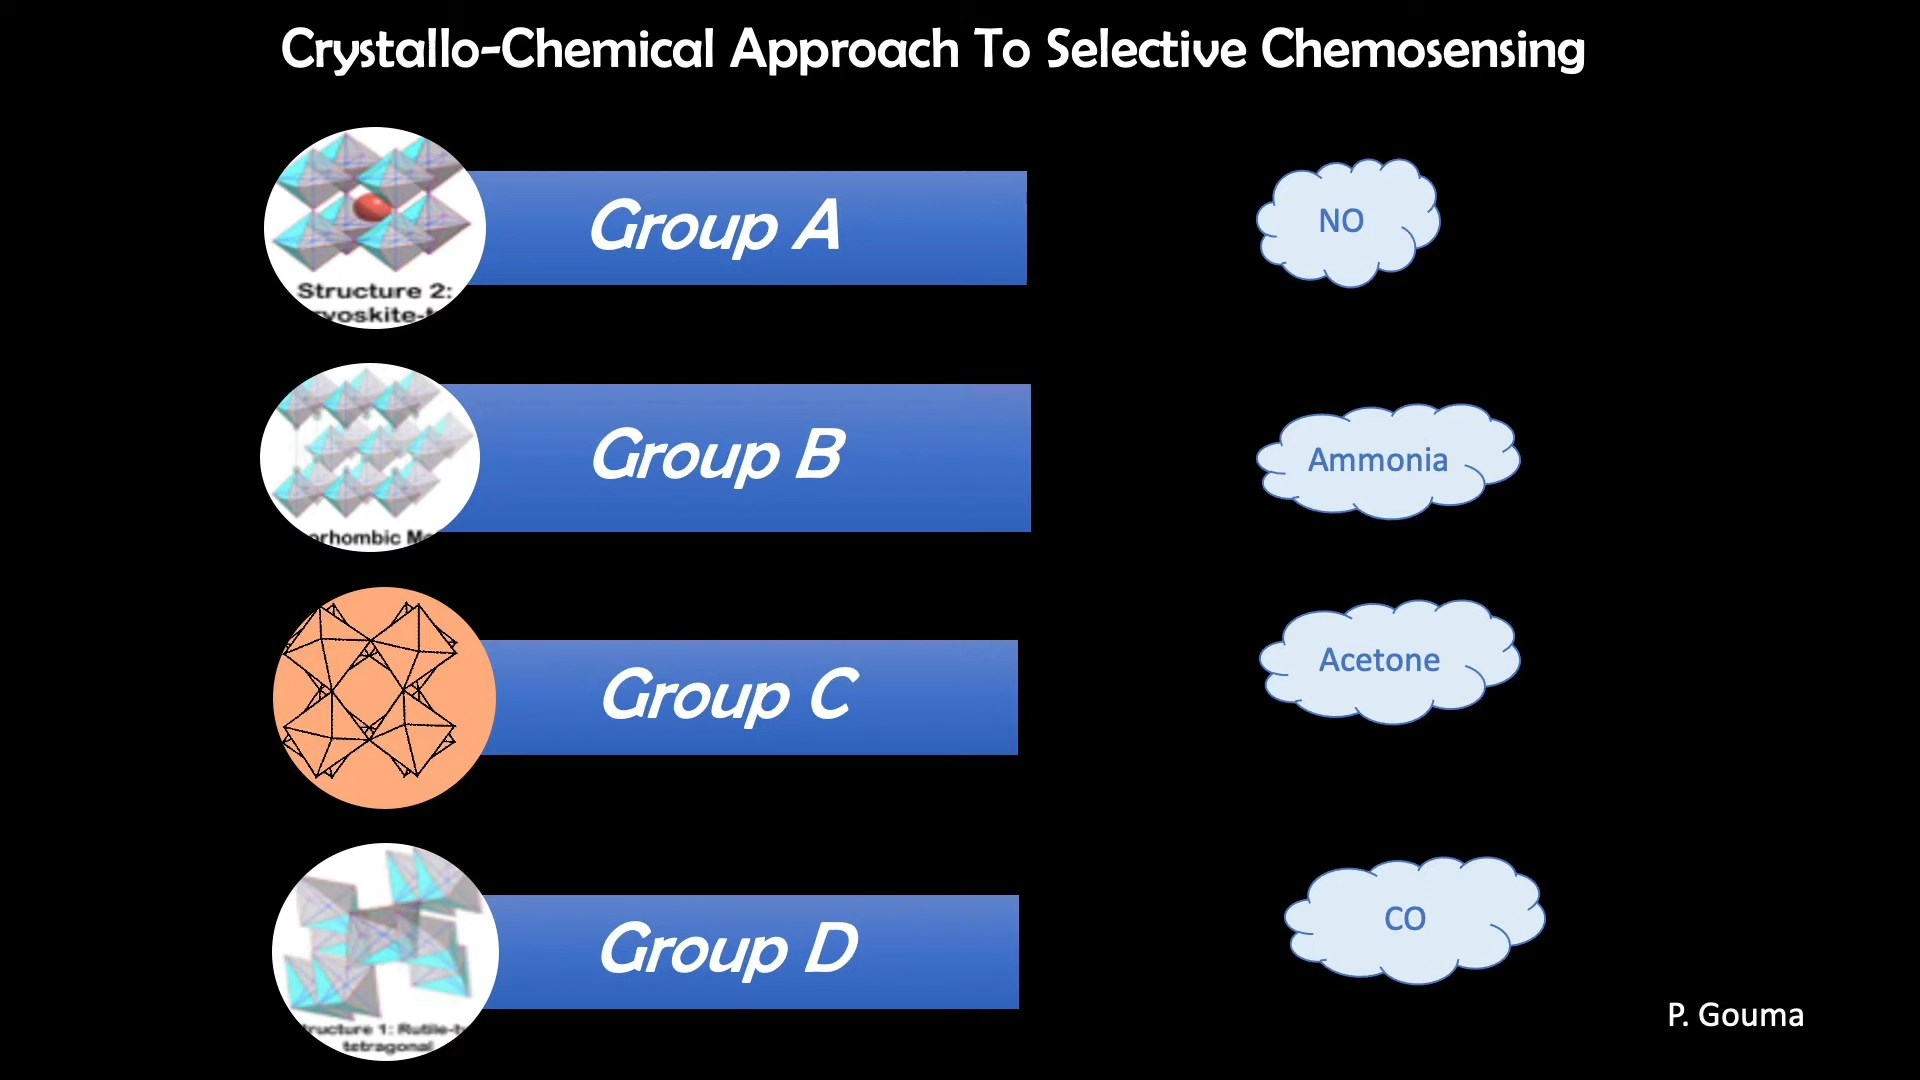 Crystallo-Chemical Approach To Selective Chemosensing
Structure 2:
Group A
NO
Group B
Ammonia
Group C
Acetone
Group D
CO
tetragonal
P. Gouma